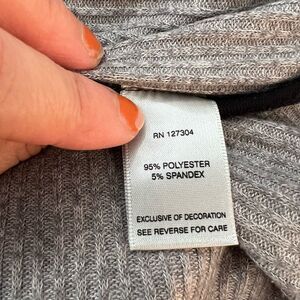 RN 127304
95% POLYESTER
5% SPANDEX
EXCLUSIVE OF DECORATION
SEE REVERSE FOR CARE